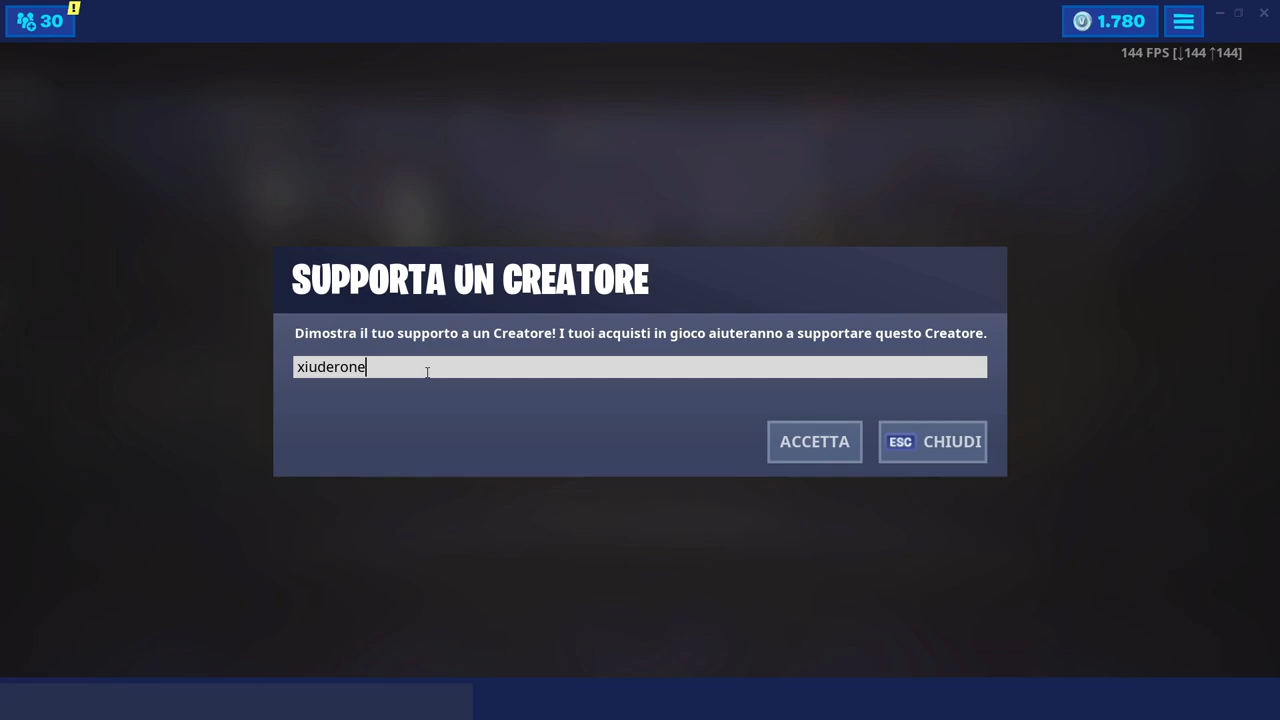 30
!
1.780
144 FPS [↓144 ↑144]
SUPPORTA UN CREATORE
Dimostra il tuo supporto a un Creatore! I tuoi acquisti in gioco aiuteranno a supportare questo Creatore.
xiuderone
ACCETTA
ESC CHIUDI